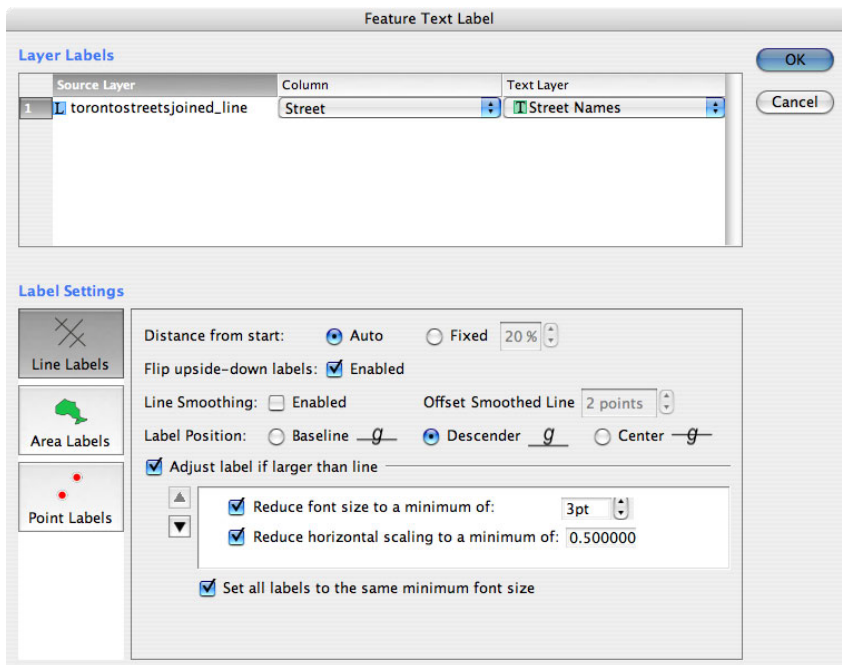 Feature Text Label
Layer Labels
OK
Cancel
Source Layer Column Text Layer
1 L torontostreetsjoined_line Street T Street Names
Label Settings
Line Labels
Area Labels
Point Labels
Distance from start: Auto Fixed 20 %
Flip upside-down labels: Enabled
Line Smoothing: Enabled Offset Smoothed Line 2 points
Label Position: Baseline g Descender g Center g
Adjust label if larger than line
Reduce font size to a minimum of: 3pt
Reduce horizontal scaling to a minimum of: 0.500000
Set all labels to the same minimum font size